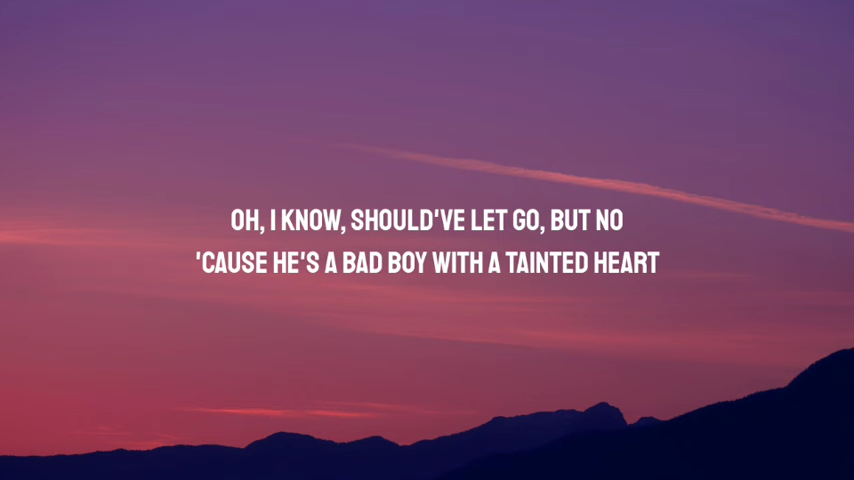 OH, I KNOW, SHOULD'VE LET GO, BUT NO
'CAUSE HE'S A BAD BOY WITH A TAINTED HEART